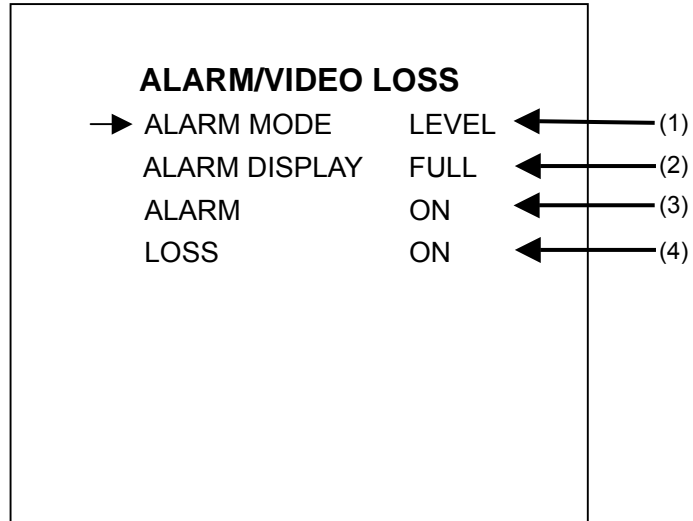 ALARM/VIDEO LOSS
ALARM MODE LEVEL (1)
ALARM DISPLAY FULL (2)
ALARM ON (3)
LOSS ON (4)